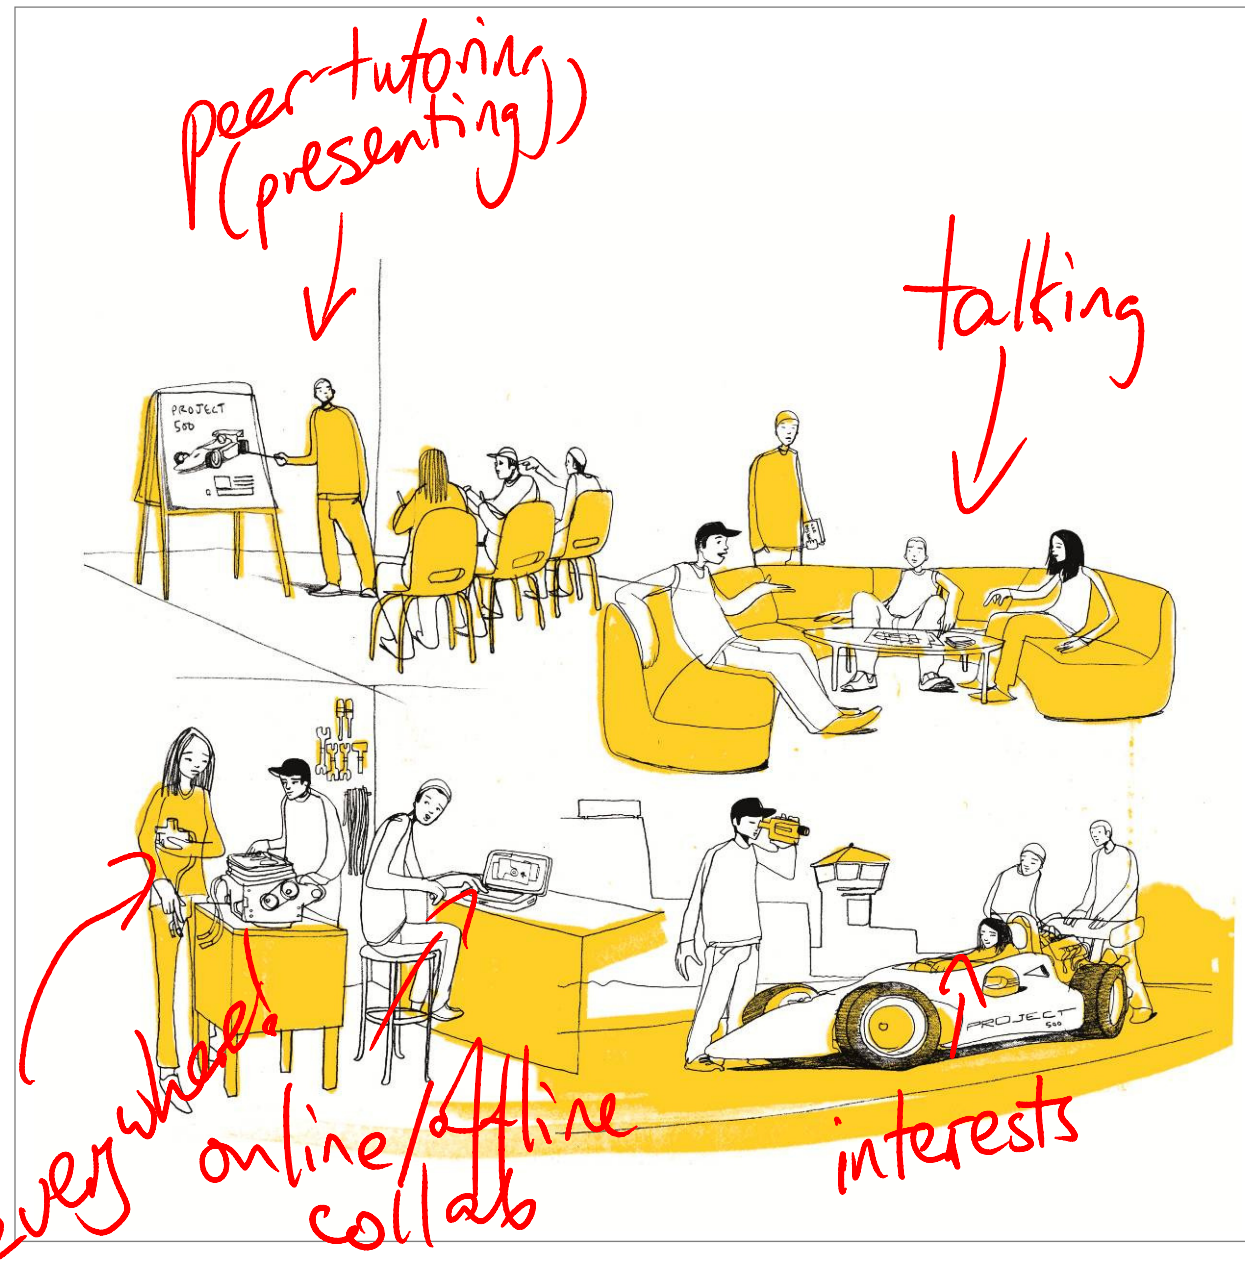 peer-tutoring
(presenting))
talking
PROJECT
500
PROJECT
500
everywhere!
online/offline
collab
interests